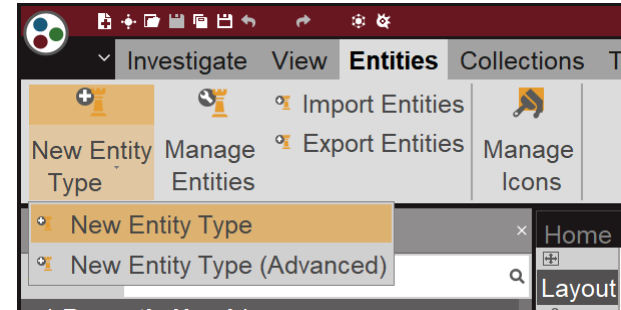 Investigate View Entities Collections
New Entity Type
Manage Entities
Import Entities
Export Entities
Manage Icons
New Entity Type
New Entity Type (Advanced)
Home
Layout